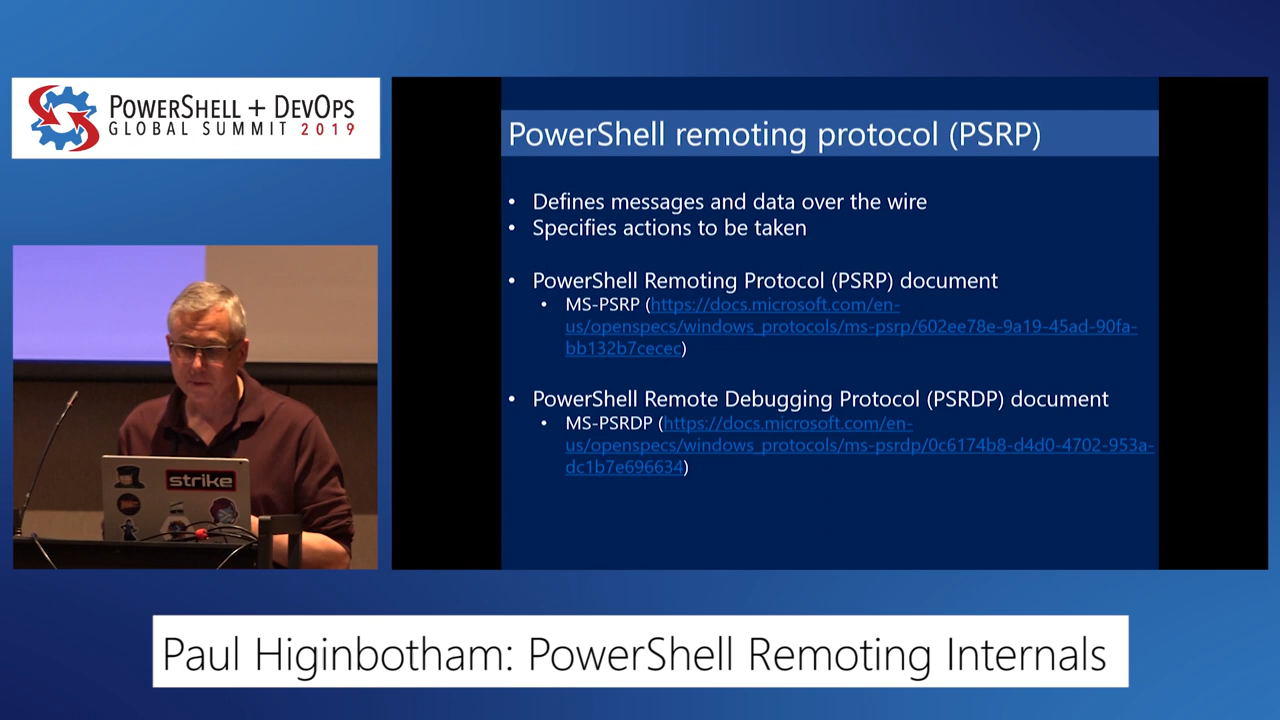 POWERSHELL + DEVOPS
GLOBAL SUMMIT 2019
PowerShell remoting protocol (PSRP)
• Defines messages and data over the wire
• Specifies actions to be taken
• PowerShell Remoting Protocol (PSRP) document
• MS-PSRP (https://docs.microsoft.com/en-
us/openspecs/windows_protocols/ms-psrp/602ee78e-9a19-45ad-90fa-
bb132b7cecec)
• PowerShell Remote Debugging Protocol (PSRDP) document
• MS-PSRDP (https://docs.microsoft.com/en-
us/openspecs/windows_protocols/ms-psrdp/0c6174b8-d4d0-4702-953a-
dc1b7e696634)
strike
Paul Higinbotham: PowerShell Remoting Internals